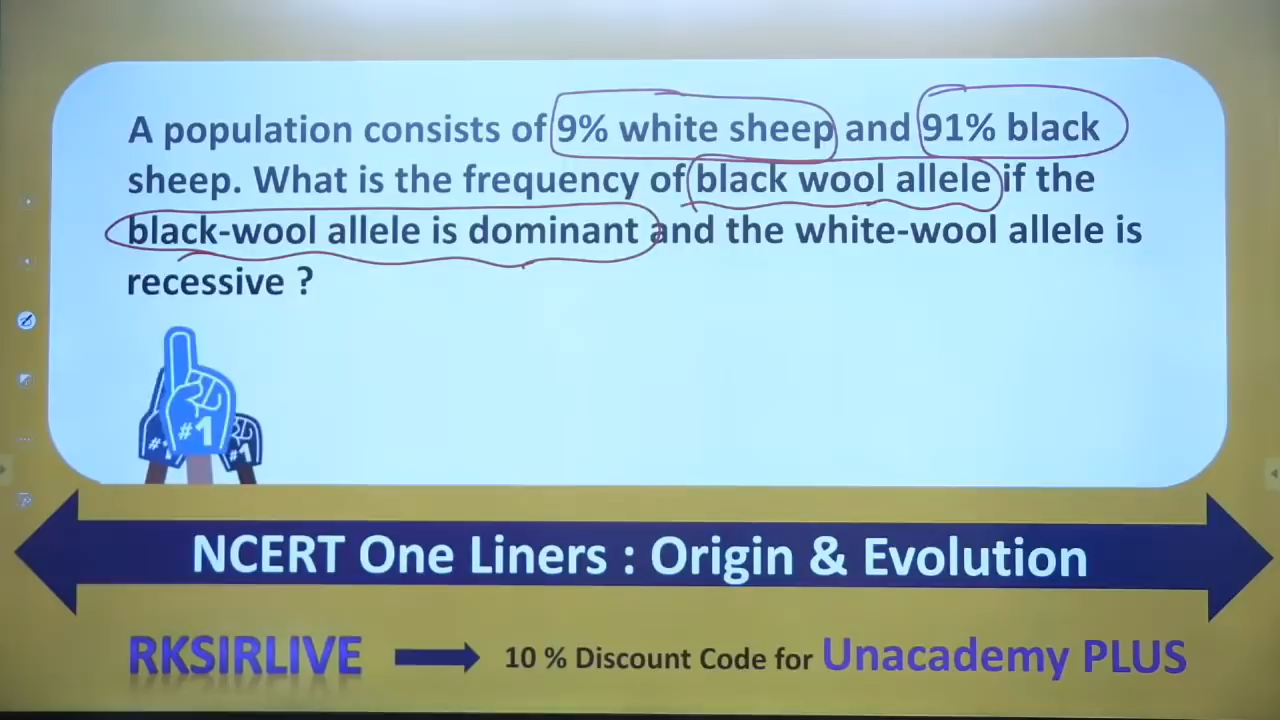 A population consists of 9% white sheep and 91% black
sheep. What is the frequency of black wool allele if the
black-wool allele is dominant and the white-wool allele is
recessive ?
#1
#1
NCERT One Liners : Origin & Evolution
RKSIRLIVE
10 % Discount Code for Unacademy PLUS